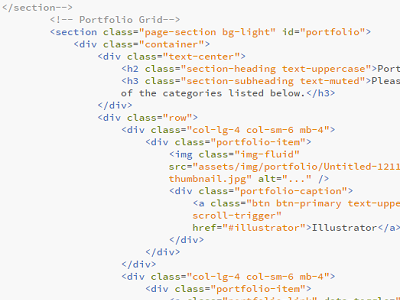 </section-->
<!-- Portfolio Grid-->
<section class="page-section bg-light" id="portfolio">
<div class="container">
<div class="text-center">
<h2 class="section-heading text-uppercase">Port
<h3 class="section-subheading text-muted">Pleas
of the categories listed below.</h3>
</div>
<div class="row">
<div class="col-lg-4 col-sm-6 mb-4">
<div class="portfolio-item">
<img class="img-fluid"
src="assets/img/portfolio/Untitled-1211
thumbnail.jpg" alt="..." />
<div class="portfolio-caption">
<a class="btn btn-primary text-uppe
scroll-trigger"
href="#illustrator">Illustrator</a>
</div>
</div>
</div>
<div class="col-lg-4 col-sm-6 mb-4">
<div class="portfolio-item">